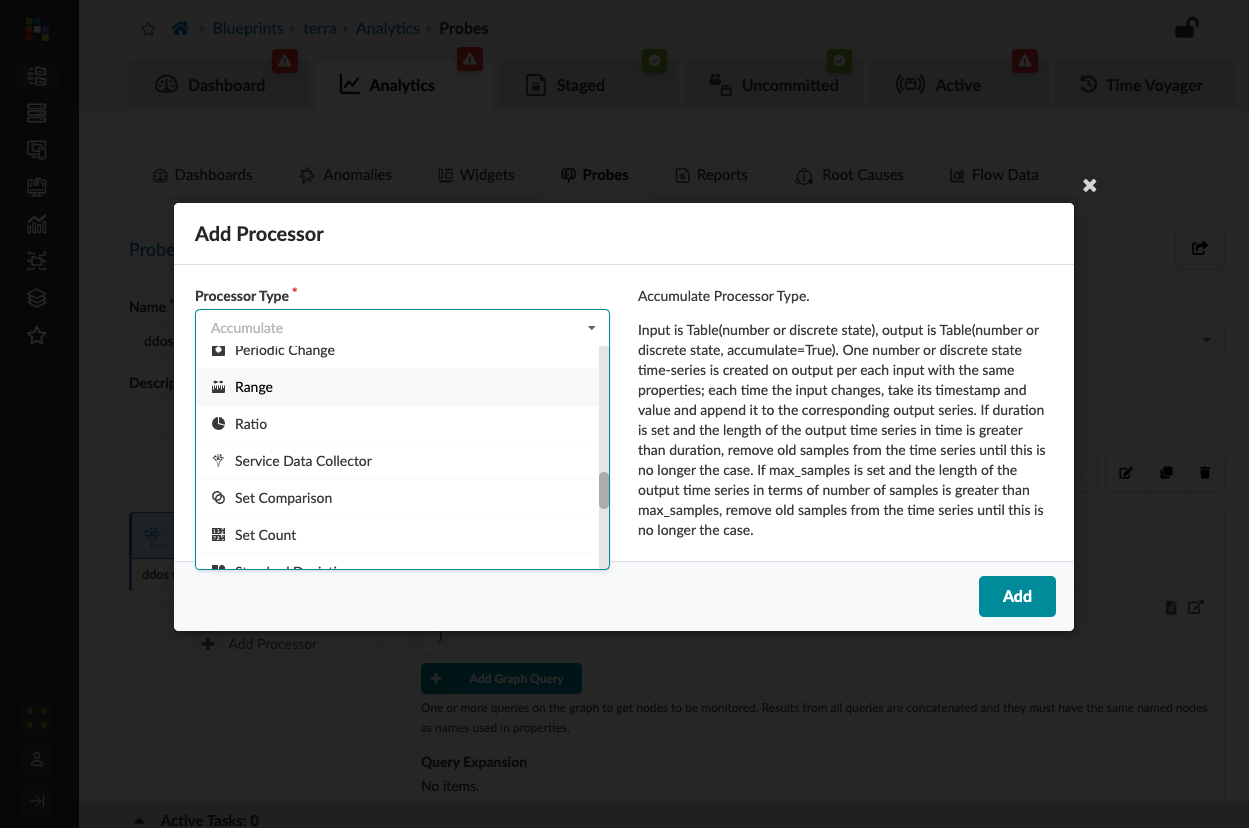 Blueprints › terra › Analytics › Probes
Dashboard
Analytics
Staged
Uncommitted
Active
Time Voyager
Dashboards
Anomalies
Widgets
Probes
Reports
Root Causes
Flow Data
Probe
Add Processor
Name *
ddos
Descrip
Processor Type *
Accumulate
Periodic Change
Range
Ratio
Service Data Collector
Set Comparison
Set Count
Accumulate Processor Type.
Input is Table(number or discrete state), output is Table(number or
discrete state, accumulate=True). One number or discrete state
time-series is created on output per each input with the same
properties; each time the input changes, take its timestamp and
value and append it to the corresponding output series. If duration
is set and the length of the output time series in time is greater
than duration, remove old samples from the time series until this is
no longer the case. If max_samples is set and the length of the
output time series in terms of number of samples is greater than
max_samples, remove old samples from the time series until this is
no longer the case.
Add
ddos
Add Processor
)
Add Graph Query
One or more queries on the graph to get nodes to be monitored. Results from all queries are concatenated and they must have the same named nodes
as names used in properties.
Query Expansion
No items.
Active Tasks: 0